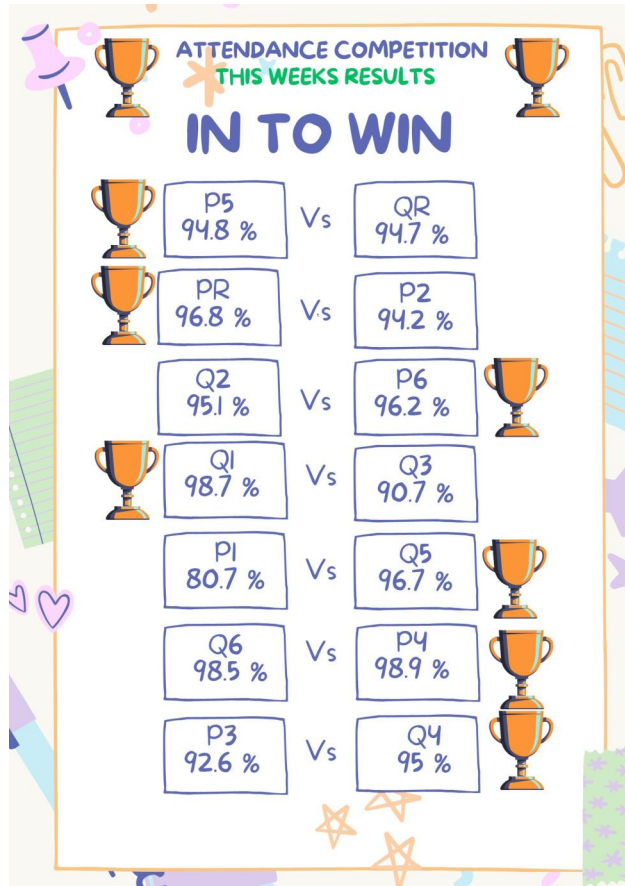 ATTENDANCE COMPETITION
THIS WEEKS RESULTS
IN TO WIN
P5
94.8 %
Vs
QR
94.7 %
PR
96.8 %
Vs
P2
94.2 %
Q2
95.1 %
Vs
P6
96.2 %
Q1
98.7 %
Vs
Q3
90.7 %
P1
80.7 %
Vs
Q5
96.7 %
Q6
98.5 %
Vs
P4
98.9 %
P3
92.6 %
Vs
Q4
95 %